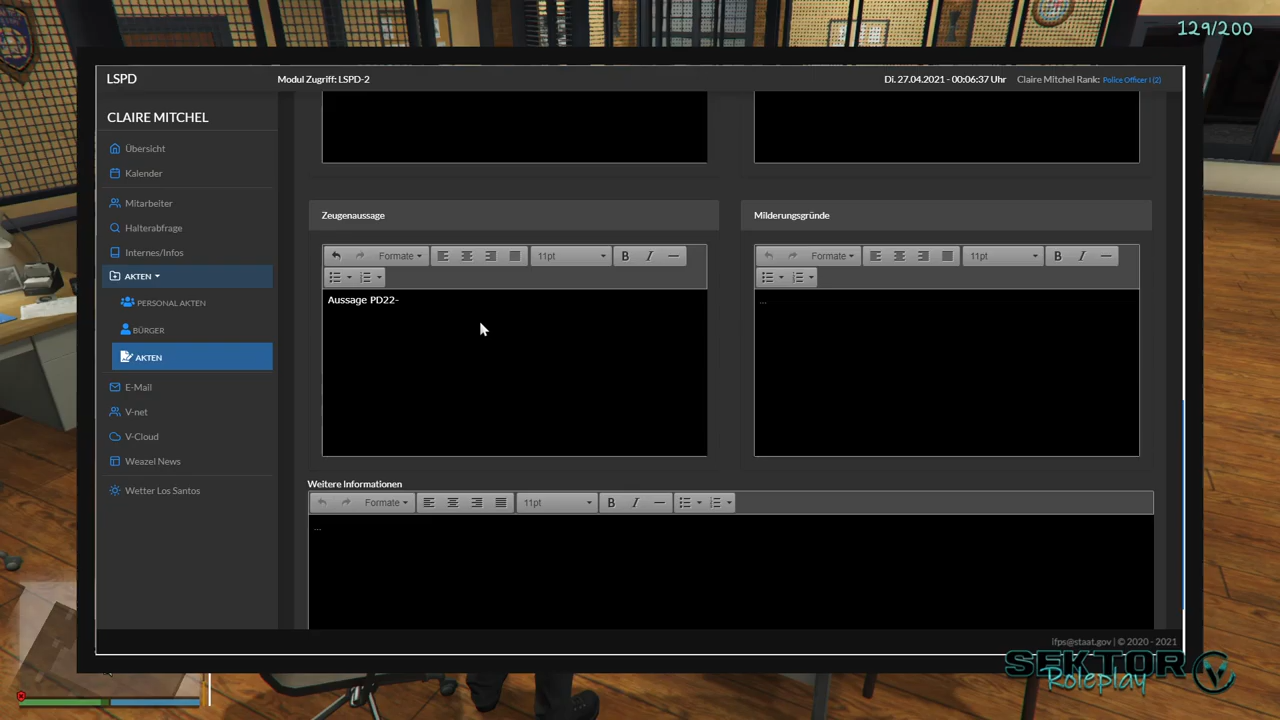 129/200
LSPD
Modul Zugriff: LSPD-2
Di. 27.04.2021 - 00:06:37 Uhr
Claire Mitchel Rank: Police Officer I (2)
CLAIRE MITCHEL
Übersicht
Kalender
Mitarbeiter
Halterabfrage
Internes/Infos
AKTEN
PERSONAL AKTEN
BÜRGER
AKTEN
E-Mail
V-net
V-Cloud
Weazel News
Wetter Los Santos
Zeugenaussage
Formate
11pt
B I
Aussage PD22-
Milderungsgründe
Formate
11pt
B I
...
Weitere Informationen
Formate
11pt
B I
...
lfps@staat.gov | © 2020 - 2021
SEKTOR V
Roleplay